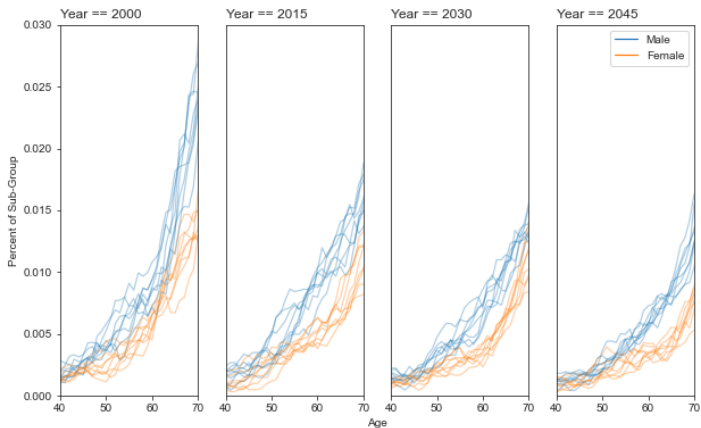 Year == 2000
Year == 2015
Year == 2030
Year == 2045
Male
Female
Percent of Sub-Group
0.030
0.025
0.020
0.015
0.010
0.005
0.000
40 50 60 70
40 50 60 70
40 50 60 70
40 50 60 70
Age